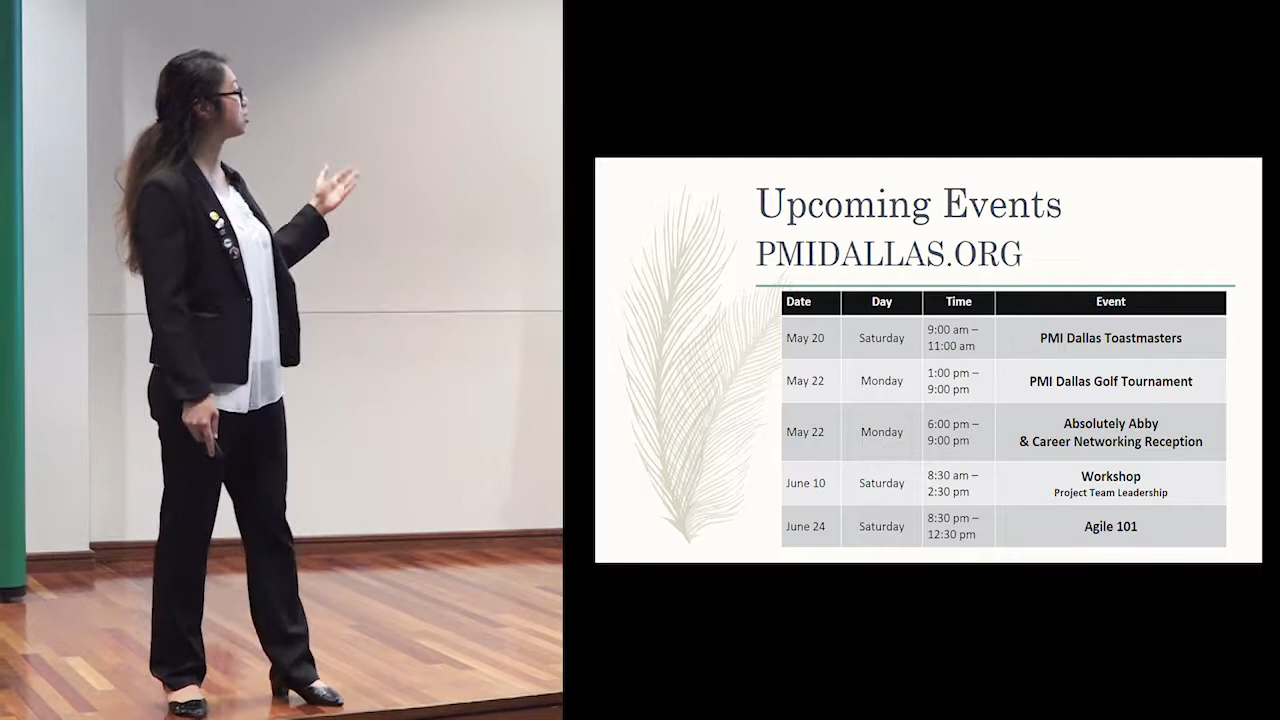 Upcoming Events
PMIDALLAS.ORG
Date Day Time Event
May 20 Saturday 9:00 am –
11:00 am PMI Dallas Toastmasters
May 22 Monday 1:00 pm –
9:00 pm PMI Dallas Golf Tournament
May 22 Monday 6:00 pm –
9:00 pm Absolutely Abby
& Career Networking Reception
June 10 Saturday 8:30 am –
2:30 pm Workshop
Project Team Leadership
June 24 Saturday 8:30 pm –
12:30 pm Agile 101